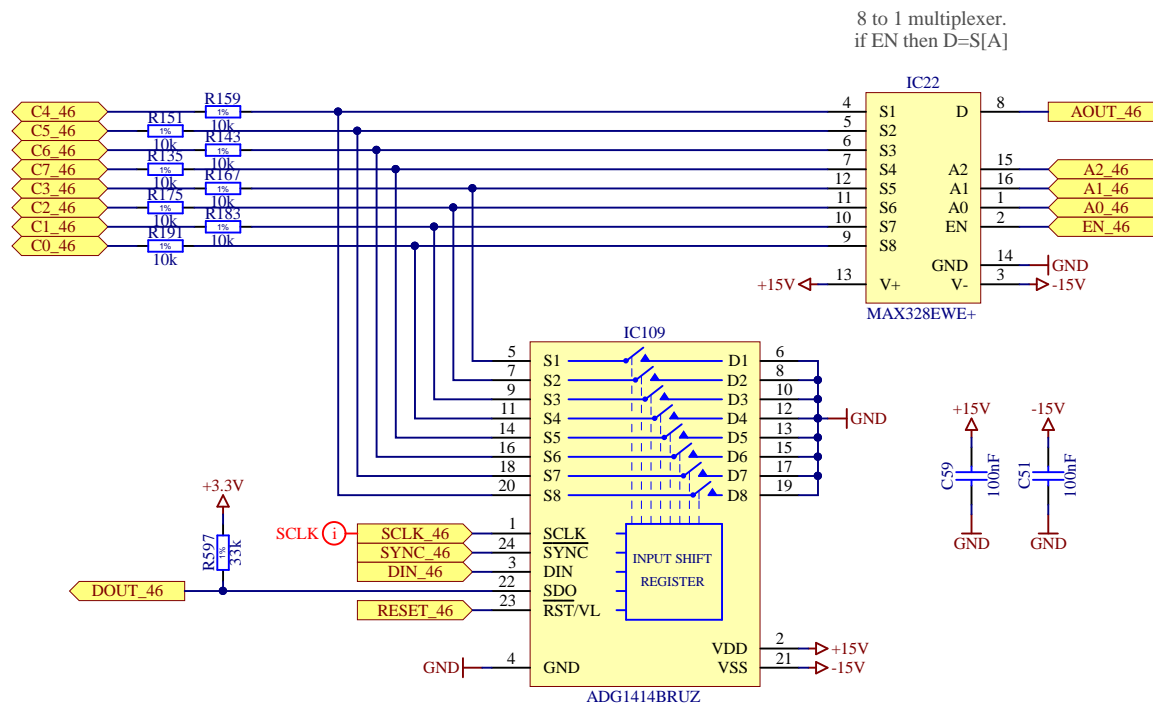 8 to 1 multiplexer.
if EN then D=S[A]
IC22
C4_46 R159 1% 10k 4 S1 D 8 AOUT_46
C5_46 R151 1% 10k 5 S2
C6_46 R143 1% 10k 6 S3
C7_46 R135 1% 10k 7 S4 A2 15 A2_46
C3_46 R167 1% 10k 12 S5 A1 16 A1_46
C2_46 R175 1% 10k 11 S6 A0 1 A0_46
C1_46 R183 1% 10k 10 S7 EN 2 EN_46
C0_46 R191 1% 10k 9 S8
GND 14 GND
+15V 13 V+ V- 3 -15V
MAX328EWE+
IC109
5 S1 D1 6
7 S2 D2 8
9 S3 D3 10
11 S4 D4 12 GND
14 S5 D5 13
16 S6 D6 15
18 S7 D7 17
20 S8 D8 19
+15V -15V
C59 100nF C51 100nF
GND GND
+3.3V
R597 1% 33k
SCLK i SCLK_46 1 SCLK
SYNC_46 24 SYNC
DIN_46 3 DIN
DOUT_46 22 SDO
RESET_46 23 RST/VL
INPUT SHIFT
REGISTER
VDD 2 +15V
GND 4 GND VSS 21 -15V
ADG1414BRUZ